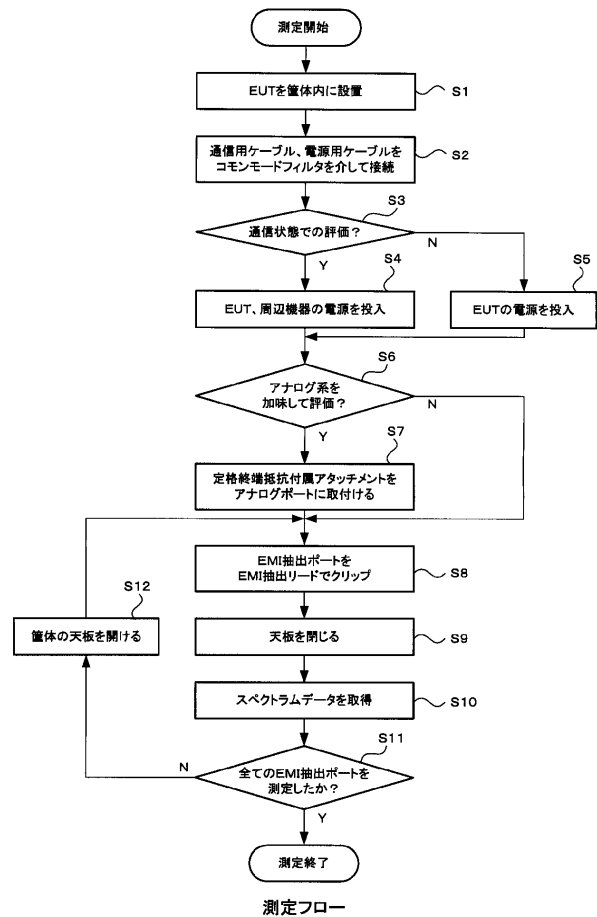 測定開始
EUTを筐体内に設置
S1
通信用ケーブル、電源用ケーブルを
コモンモードフィルタを介して接続
S2
S3
通信状態での評価？
N
Y
S4
S5
EUT、周辺機器の電源を投入
EUTの電源を投入
S6
アナログ系を
加味して評価？
N
Y
S7
定格終端抵抗付属アタッチメントを
アナログポートに取付ける
EMI抽出ポートを
EMI抽出リードでクリップ
S8
S12
筐体の天板を開ける
天板を閉じる
S9
スペクトラムデータを取得
S10
S11
N
全てのEMI抽出ポートを
測定したか？
Y
測定終了
測定フロー